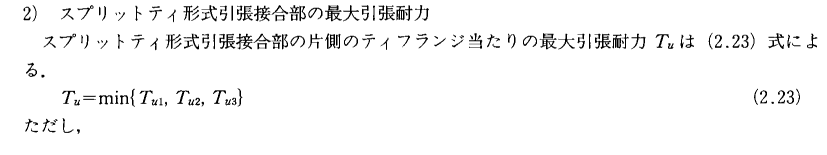 2) スプリットティ形式引張接合部の最大引張耐力
スプリットティ形式引張接合部の片側のティフランジ当たりの最大引張耐力 Tu は (2.23) 式によ
る.
Tu=min{Tu1, Tu2, Tu3} (2.23)
ただし,